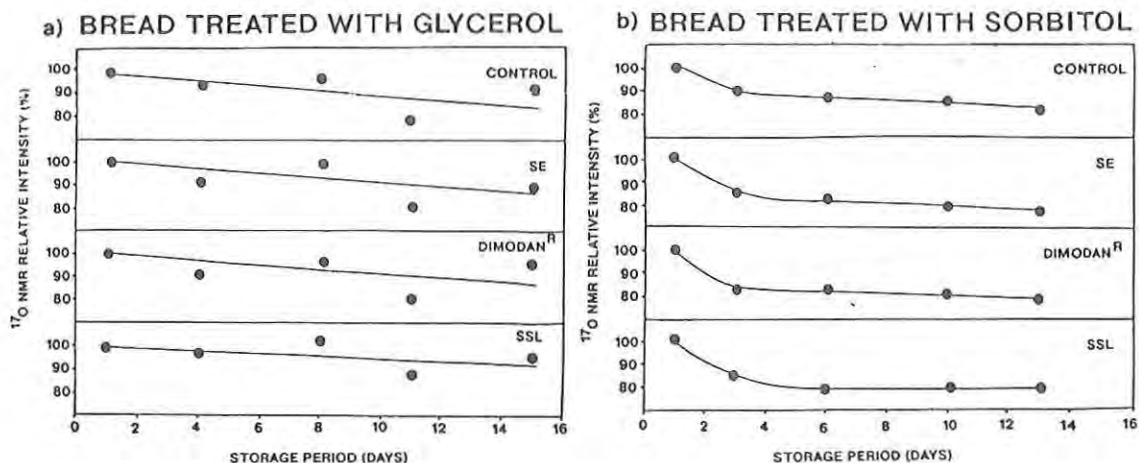 a) BREAD TREATED WITH GLYCEROL
17O NMR RELATIVE INTENSITY (%)
100
90
80
CONTROL
100
90
80
SE
100
90
80
DIMODANR
100
90
80
SSL
0 2 4 6 8 10 12 14 16
STORAGE PERIOD (DAYS)
b) BREAD TREATED WITH SORBITOL
17O NMR RELATIVE INTENSITY (%)
100
90
80
CONTROL
100
90
80
SE
100
90
80
DIMODANR
100
90
80
SSL
0 2 4 6 8 10 12 14 16
STORAGE PERIOD (DAYS)